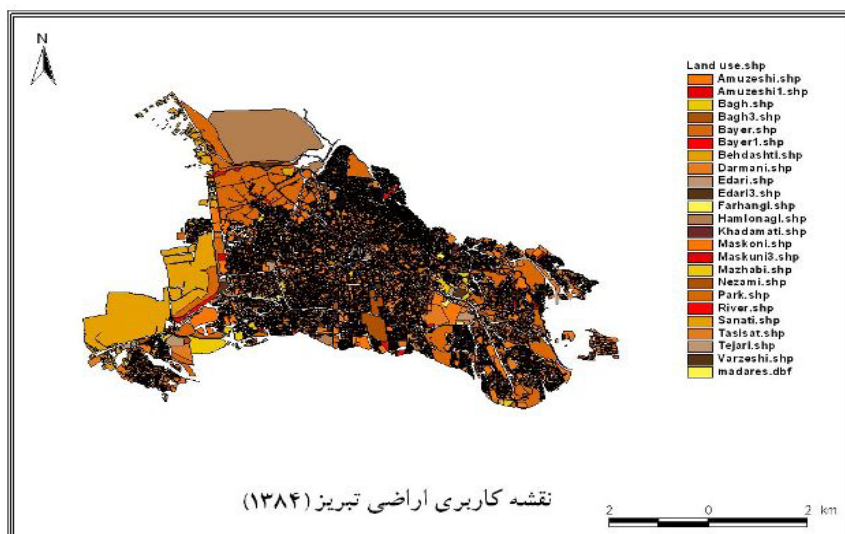 N
Land use.shp
Amuzeshi.shp
Amuzeshi1.shp
Bagh.shp
Bagh3.shp
Bayer.shp
Bayer1.shp
Behdashti.shp
Darmani.shp
Edari.shp
Edari3.shp
Farhangi.shp
Hamlonagl.shp
Khadamati.shp
Maskoni.shp
Maskuni3.shp
Mazhabi.shp
Nezami.shp
Park.shp
River.shp
Sanati.shp
Tasisat.shp
Tejari.shp
Varzeshi.shp
madares.dbf
نقشه کاربری اراضی تبریز (۱۳۸۴)
2 0 2 km